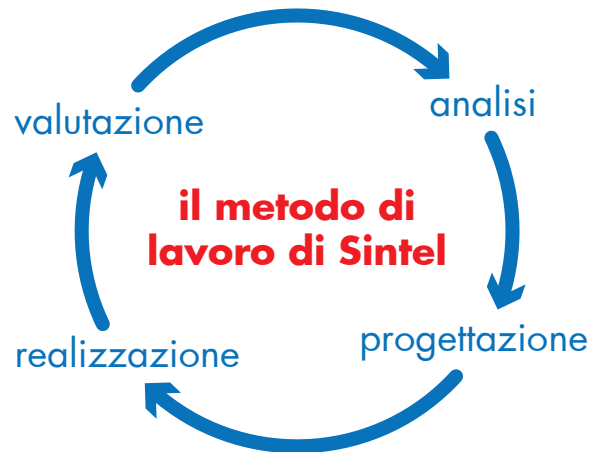 valutazione
analisi
il metodo di
lavoro di Sintel
realizzazione
progettazione